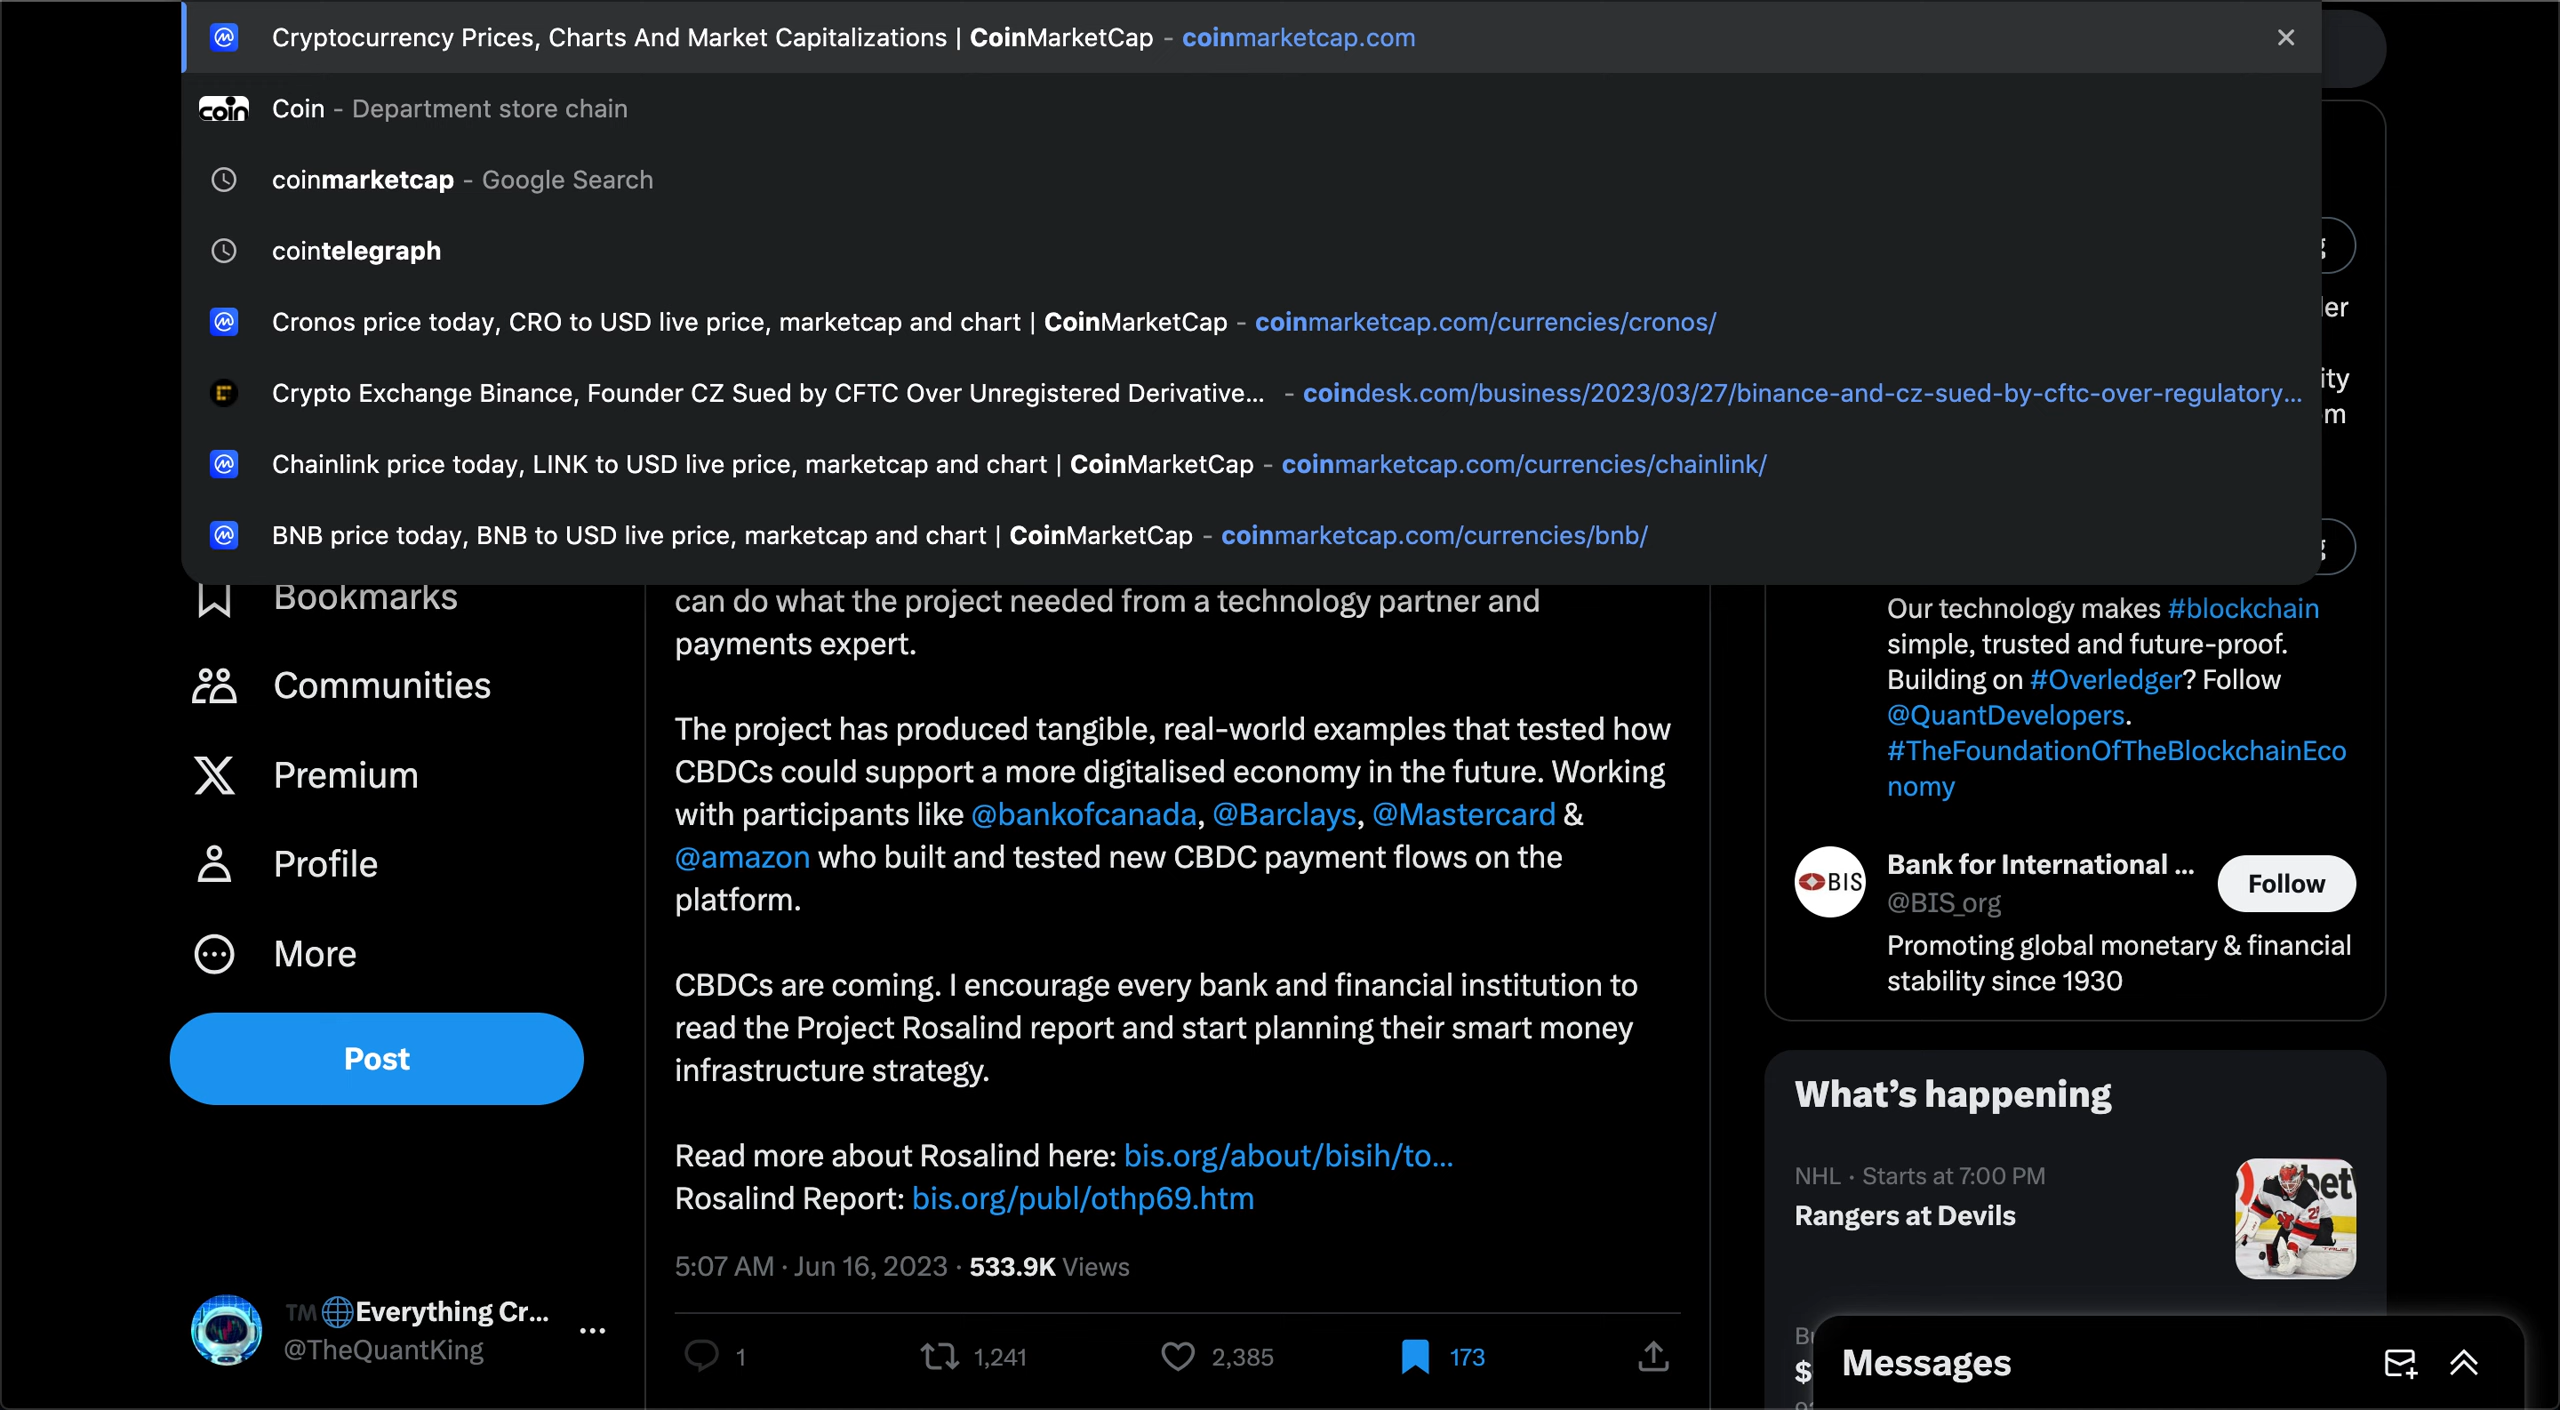 Cryptocurrency Prices, Charts And Market Capitalizations | CoinMarketCap - coinmarketcap.com
coin Coin - Department store chain
coinmarketcap - Google Search
cointelegraph
Cronos price today, CRO to USD live price, marketcap and chart | CoinMarketCap - coinmarketcap.com/currencies/cronos/
Crypto Exchange Binance, Founder CZ Sued by CFTC Over Unregistered Derivative... - coindesk.com/business/2023/03/27/binance-and-cz-sued-by-cftc-over-regulatory...
Chainlink price today, LINK to USD live price, marketcap and chart | CoinMarketCap - coinmarketcap.com/currencies/chainlink/
BNB price today, BNB to USD live price, marketcap and chart | CoinMarketCap - coinmarketcap.com/currencies/bnb/
Bookmarks
Communities
Premium
Profile
More
Post
TM🌐Everything Cr...
@TheQuantKing
can do what the project needed from a technology partner and
payments expert.
The project has produced tangible, real-world examples that tested how
CBDCs could support a more digitalised economy in the future. Working
with participants like @bankofcanada, @Barclays, @Mastercard &
@amazon who built and tested new CBDC payment flows on the
platform.
CBDCs are coming. I encourage every bank and financial institution to
read the Project Rosalind report and start planning their smart money
infrastructure strategy.
Read more about Rosalind here: bis.org/about/bisih/to...
Rosalind Report: bis.org/publ/othp69.htm
5:07 AM · Jun 16, 2023 · 533.9K Views
1 1,241 2,385 173
Our technology makes #blockchain
simple, trusted and future-proof.
Building on #Overledger? Follow
@QuantDevelopers.
#TheFoundationOfTheBlockchainEco
nomy
BIS
Bank for International ...
@BIS_org
Follow
Promoting global monetary & financial
stability since 1930
What's happening
NHL · Starts at 7:00 PM
Rangers at Devils
Messages